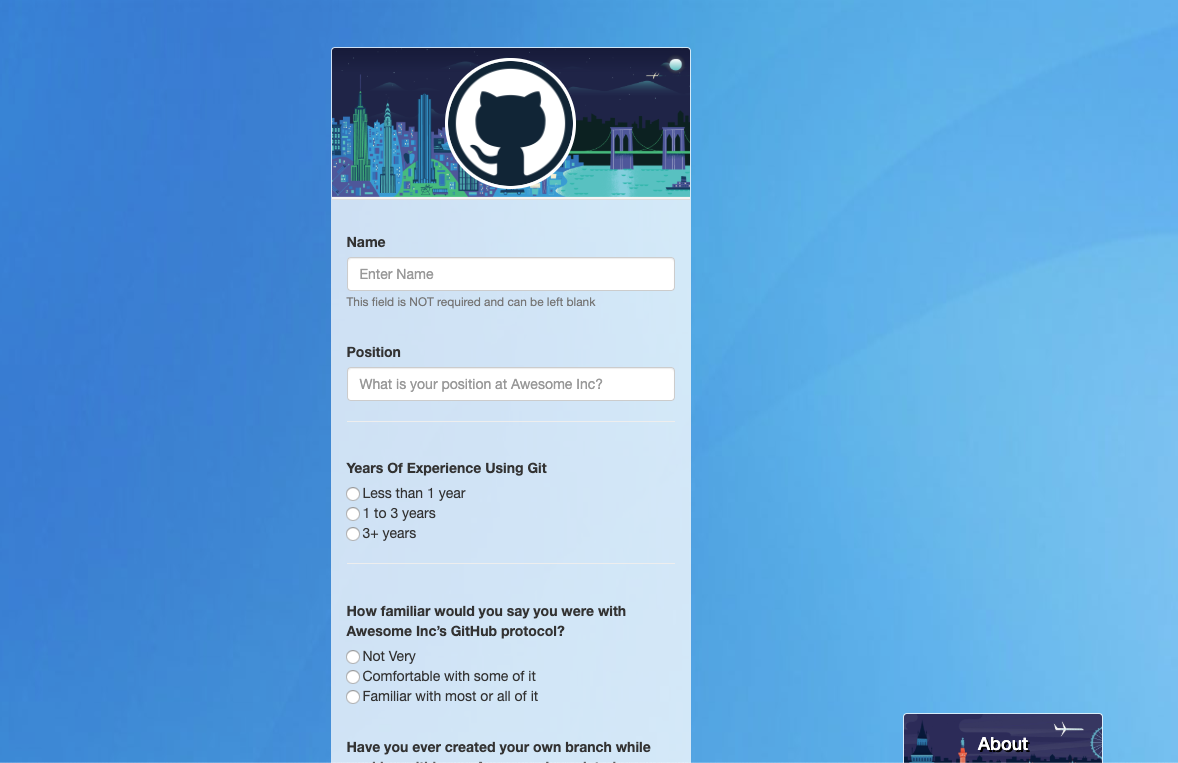 Name
Enter Name
This field is NOT required and can be left blank
Position
What is your position at Awesome Inc?
Years Of Experience Using Git
Less than 1 year
1 to 3 years
3+ years
How familiar would you say you were with
Awesome Inc’s GitHub protocol?
Not Very
Comfortable with some of it
Familiar with most or all of it
Have you ever created your own branch while
About